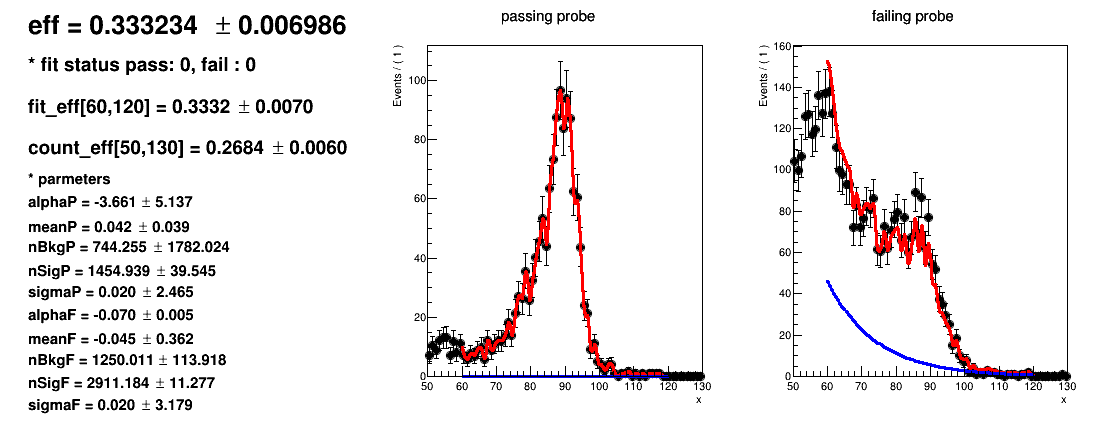 eff = 0.333234 ± 0.006986
* fit status pass: 0, fail : 0
fit_eff[60,120] = 0.3332 ± 0.0070
count_eff[50,130] = 0.2684 ± 0.0060
* parmeters
alphaP = -3.661 ± 5.137
meanP = 0.042 ± 0.039
nBkgP = 744.255 ± 1782.024
nSigP = 1454.939 ± 39.545
sigmaP = 0.020 ± 2.465
alphaF = -0.070 ± 0.005
meanF = -0.045 ± 0.362
nBkgF = 1250.011 ± 113.918
nSigF = 2911.184 ± 11.277
sigmaF = 0.020 ± 3.179
passing probe
Events / ( 1 )
100
80
60
40
20
0
50 60 70 80 90 100 110 120 130
x
failing probe
Events / ( 1 )
160
140
120
100
80
60
40
20
0
50 60 70 80 90 100 110 120 130
x